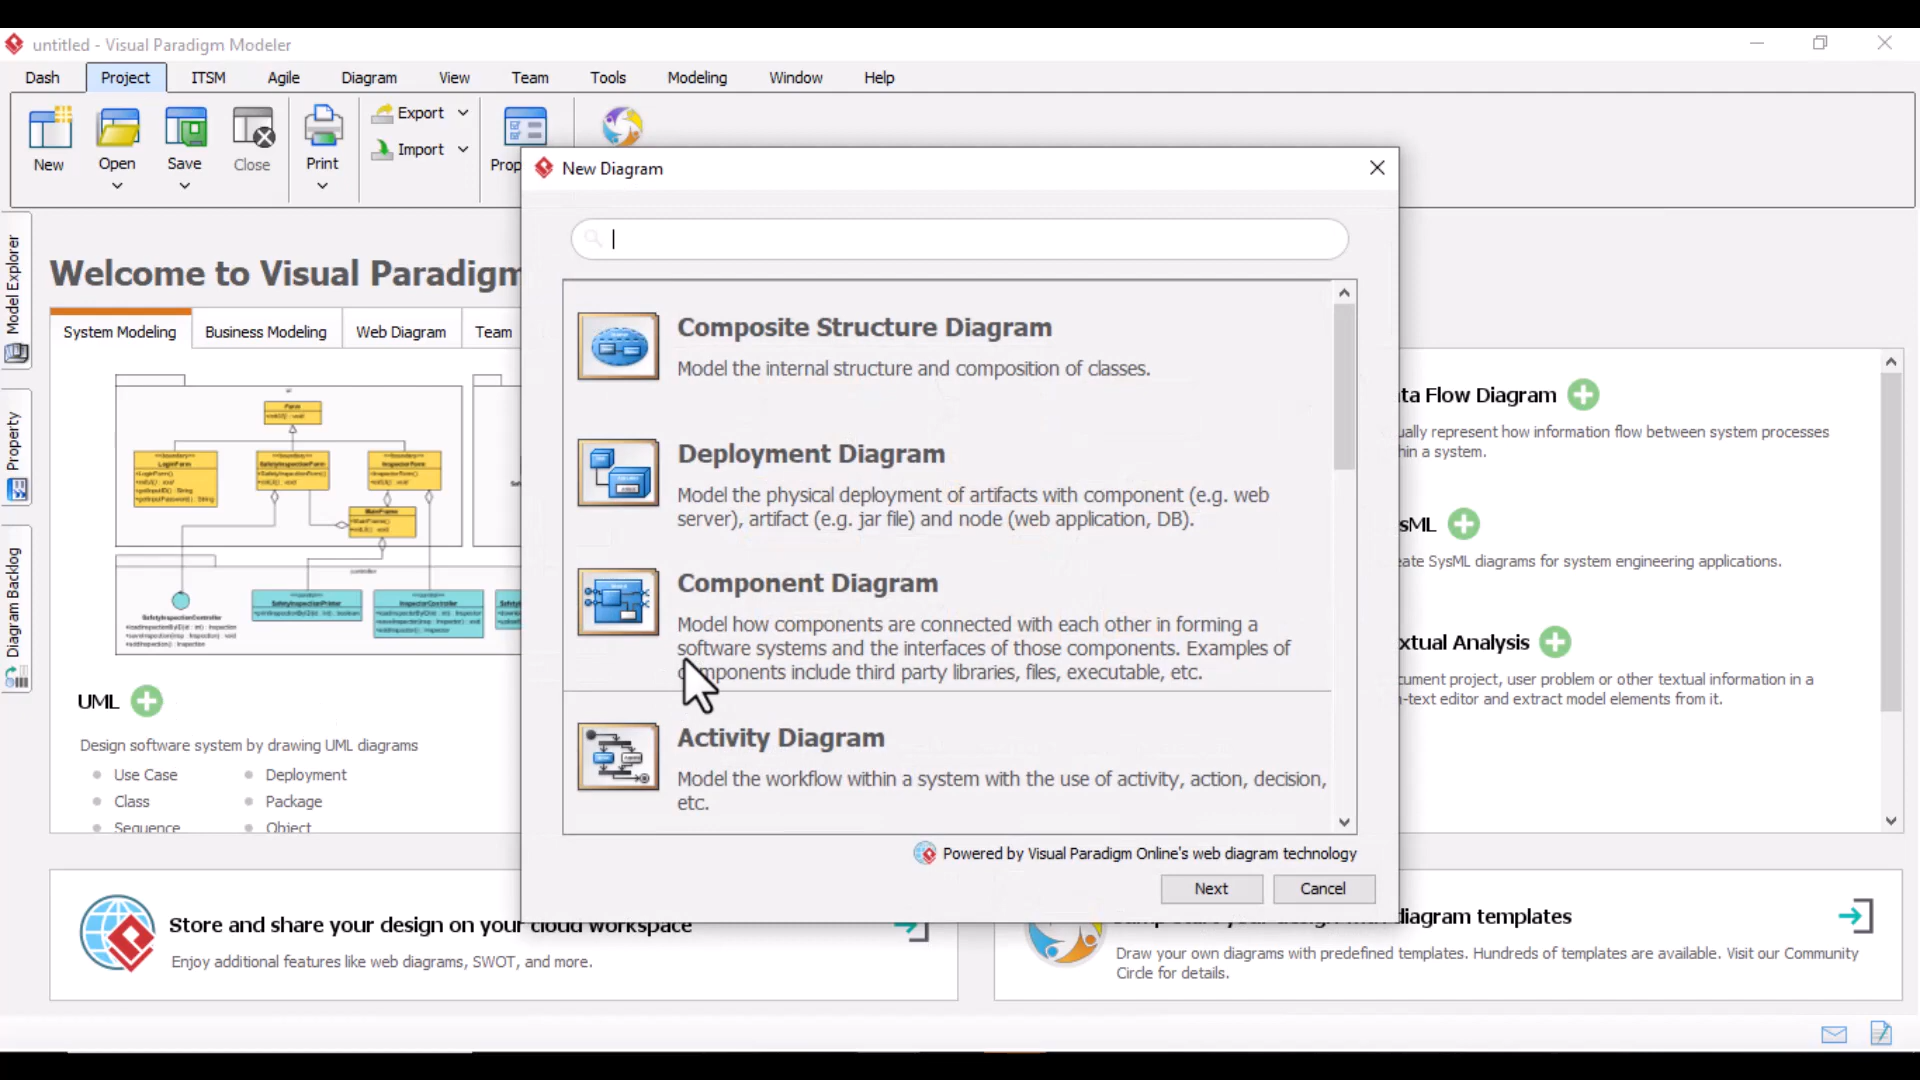 untitled - Visual Paradigm Modeler
Dash
Project
ITSM
Agile
Diagram
View
Team
Tools
Modeling
Window
Help
New
Open
Save
Close
Print
Export
Import
Prop
Model Explorer
Property
Diagram Backlog
Welcome to Visual Paradigm
System Modeling
Business Modeling
Web Diagram
Team
UML
Design software system by drawing UML diagrams
Use Case
Deployment
Class
Package
Sequence
Object
New Diagram
Composite Structure Diagram
Model the internal structure and composition of classes.
Deployment Diagram
Model the physical deployment of artifacts with component (e.g. web
server), artifact (e.g. jar file) and node (web application, DB).
Component Diagram
Model how components are connected with each other in forming a
software systems and the interfaces of those components. Examples of
components include third party libraries, files, executable, etc.
Activity Diagram
Model the workflow within a system with the use of activity, action, decision,
etc.
Powered by Visual Paradigm Online's web diagram technology
Next
Cancel
ta Flow Diagram
ually represent how information flow between system processes
hin a system.
sML
eate SysML diagrams for system engineering applications.
xtual Analysis
cument project, user problem or other textual information in a
-text editor and extract model elements from it.
Store and share your design on your cloud workspace
Enjoy additional features like web diagrams, SWOT, and more.
diagram templates
Draw your own diagrams with predefined templates. Hundreds of templates are available. Visit our Community
Circle for details.